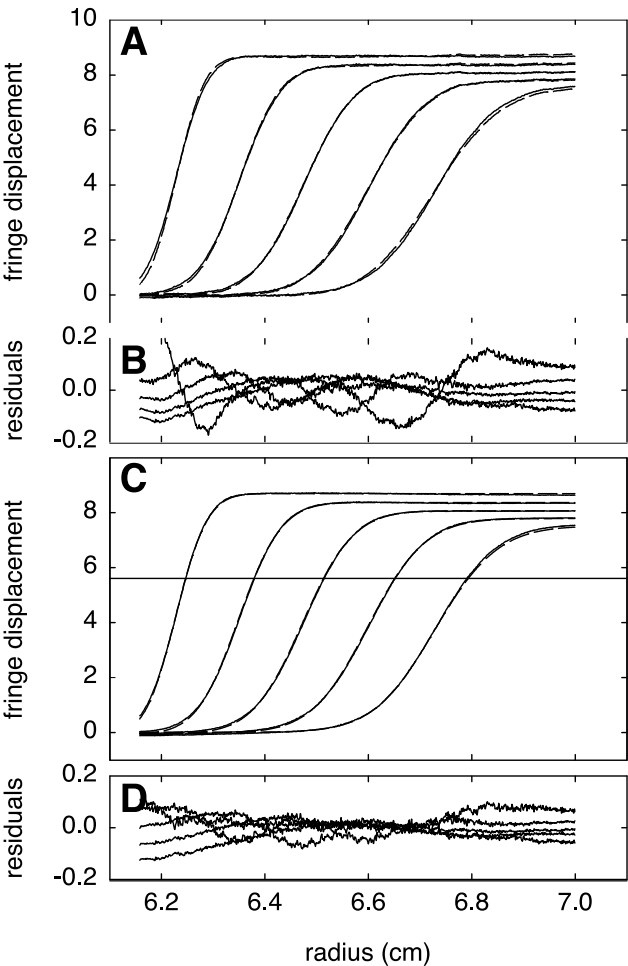 A
10
8
6
4
2
0
fringe displacement
B
0.2
0.0
-0.2
residuals
C
8
6
4
2
0
fringe displacement
D
0.2
0.0
-0.2
residuals
6.2 6.4 6.6 6.8 7.0
radius (cm)